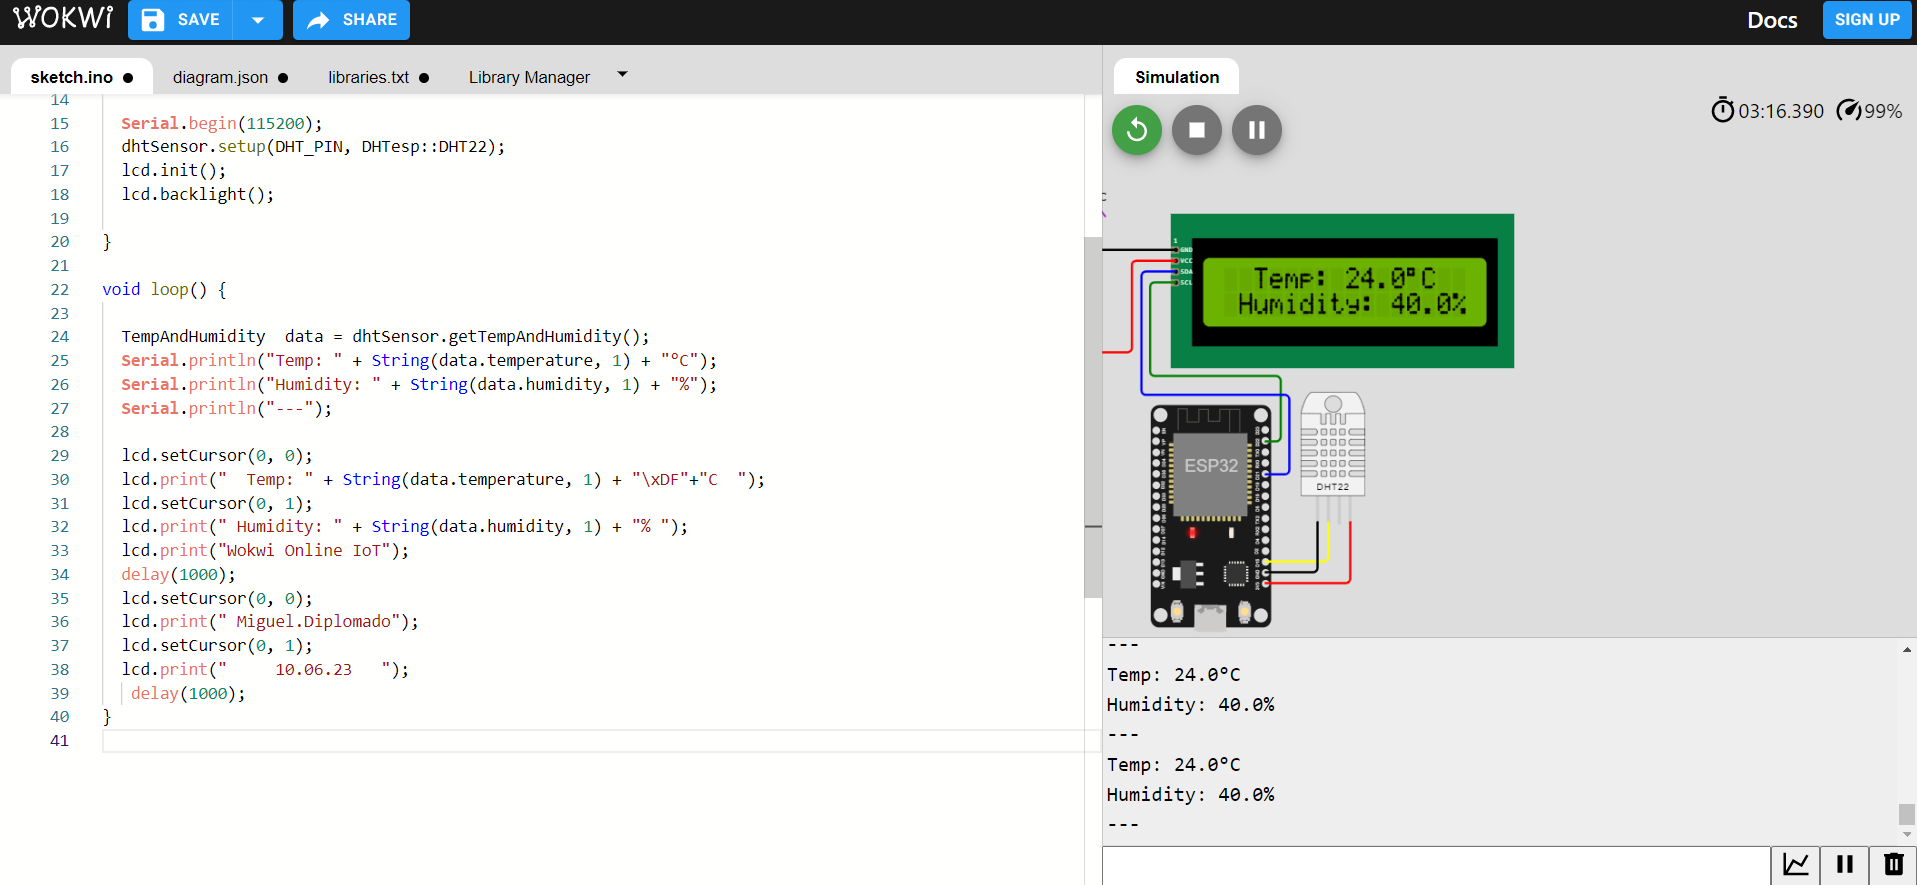 WOKWI SAVE SHARE Docs SIGN UP
sketch.ino diagram.json libraries.txt Library Manager
Simulation
03:16.390 99%
14
15 Serial.begin(115200);
16 dhtSensor.setup(DHT_PIN, DHTesp::DHT22);
17 lcd.init();
18 lcd.backlight();
19
20 }
21
22 void loop() {
23
24 TempAndHumidity  data = dhtSensor.getTempAndHumidity();
25 Serial.println("Temp: " + String(data.temperature, 1) + "°C");
26 Serial.println("Humidity: " + String(data.humidity, 1) + "%");
27 Serial.println("---");
28
29 lcd.setCursor(0, 0);
30 lcd.print("  Temp: " + String(data.temperature, 1) + "\xDF"+"C  ");
31 lcd.setCursor(0, 1);
32 lcd.print(" Humidity: " + String(data.humidity, 1) + "% ");
33 lcd.print("Wokwi Online IoT");
34 delay(1000);
35 lcd.setCursor(0, 0);
36 lcd.print(" Miguel.Diplomado");
37 lcd.setCursor(0, 1);
38 lcd.print("     10.06.23   ");
39 delay(1000);
40 }
41
1
GND
VCC
SDA
SCL
Temp: 24.0°C
Humidity: 40.0%
ESP32
DHT22
---
Temp: 24.0°C
Humidity: 40.0%
---
Temp: 24.0°C
Humidity: 40.0%
---